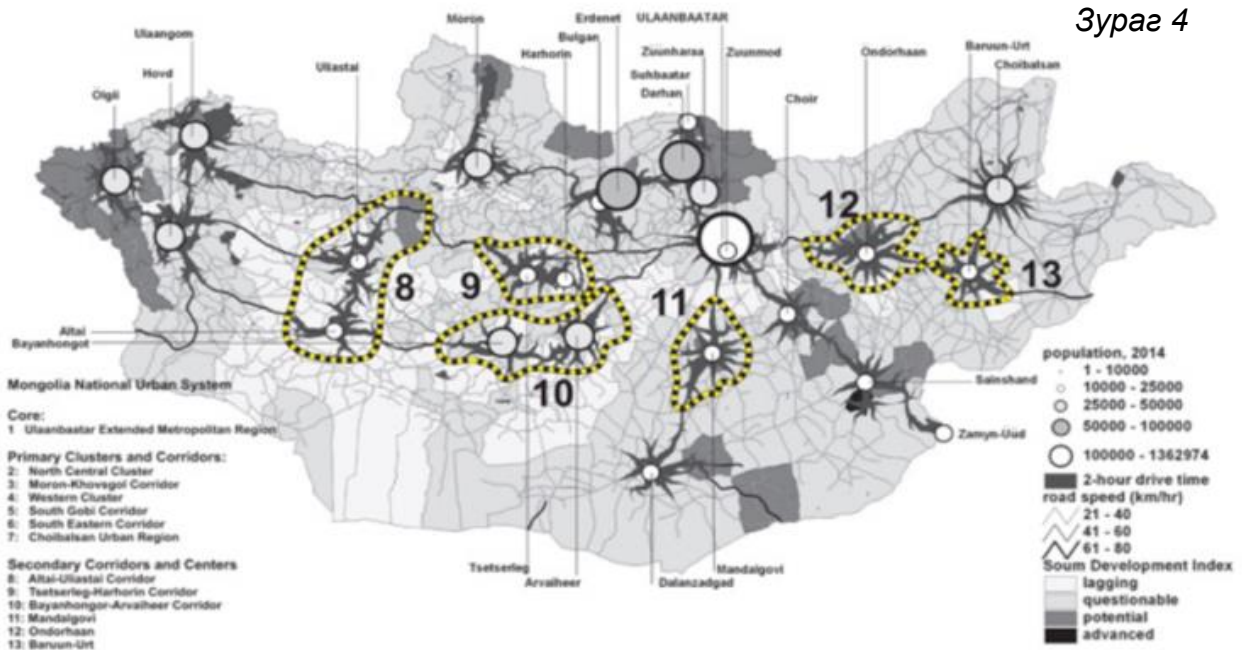 Зураг 4
Moron
Erdenet
ULAANBAATAR
Ulaangom
Bulgan
Baruun-Urt
Harhorin
Zuunharaa
Zuunmod
Ondorhaan
Choibalsan
Hovd
Uliastai
Suhbaatar
Olgii
Darhan
Choir
12
13
8
9
11
10
Altai
Bayanhongot
Sainshand
Zamyn-Uud
Tsetserleg
Arvaiheer
Dalanzadgad
Mandalgovi
Mongolia National Urban System
Core:
1 Ulaanbaatar Extended Metropolitan Region
Primary Clusters and Corridors:
2: North Central Cluster
3: Moron-Khovsgol Corridor
4: Western Cluster
5: South Gobi Corridor
6: South Eastern Corridor
7: Choibalsan Urban Region
Secondary Corridors and Centers
8: Altai-Uliastai Corridor
9: Tsetserleg-Harhorin Corridor
10: Bayanhongor-Arvaiheer Corridor
11: Mandalgovi
12: Ondorhaan
13: Baruun-Urt
population, 2014
1 - 10000
10000 - 25000
25000 - 50000
50000 - 100000
100000 - 1362974
2-hour drive time
road speed (km/hr)
21 - 40
41 - 60
61 - 80
Soum Development Index
lagging
questionable
potential
advanced